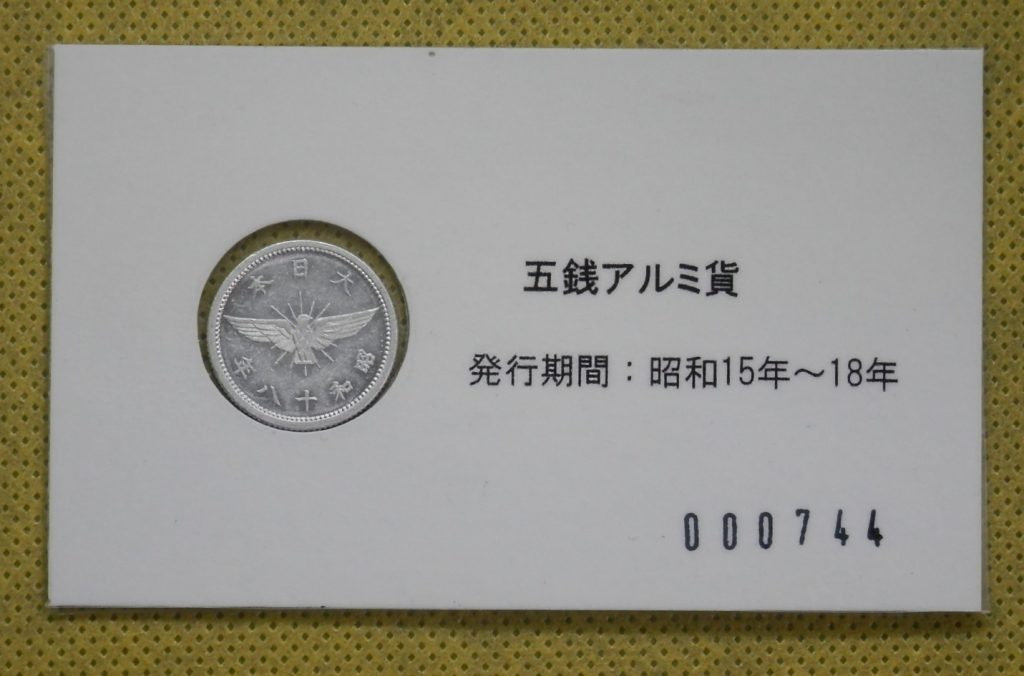 大日本
昭和十八年
五銭アルミ貨
発行期間：昭和15年～18年
000744